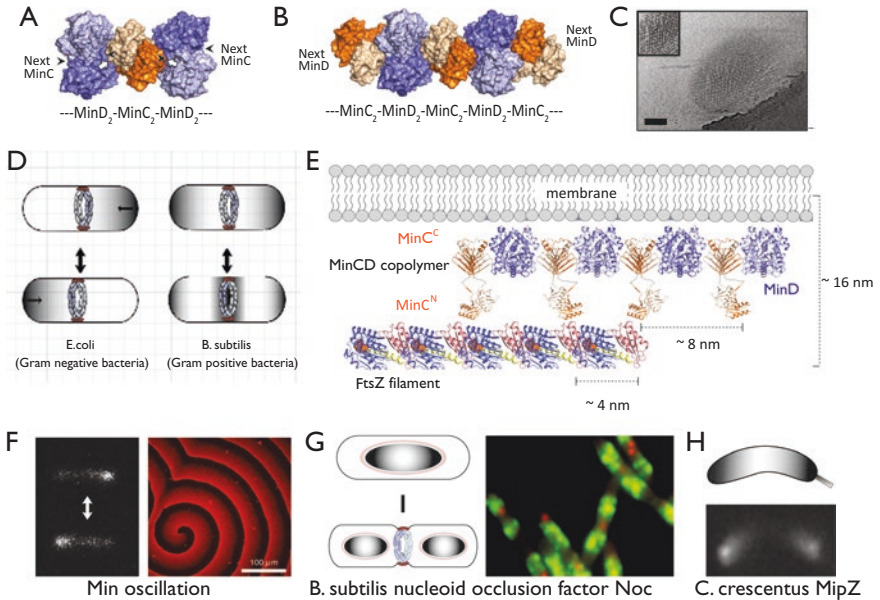 A
Next
MinC
Next
MinC
---MinD2-MinC2-MinD2---
B
Next
MinD
Next
MinD
---MinC2-MinD2-MinC2-MinD2-MinC2---
C
D
E.coli
(Gram negative bacteria)
B. subtilis
(Gram positive bacteria)
E
membrane
MinCC
MinCD copolymer
MinCN
MinD
FtsZ filament
~ 16 nm
~ 8 nm
~ 4 nm
F
100 µm
Min oscillation
G
B. subtilis nucleoid occlusion factor Noc
H
C. crescentus MipZ